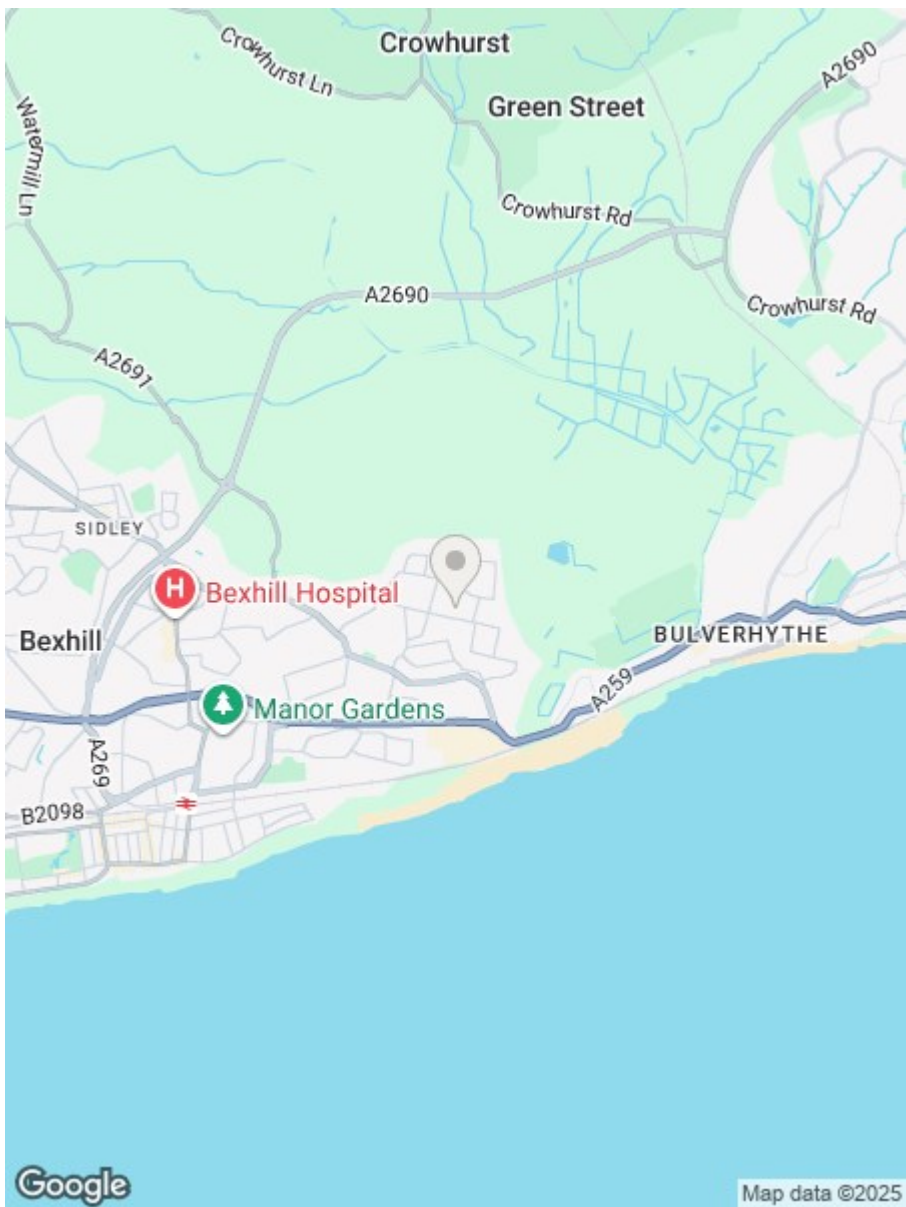 Crowhurst
Crowhurst Ln
A2690
Green Street
Watermill Ln
Crowhurst Rd
A2690
Crowhurst Rd
A2691
SIDLEY
H
Bexhill Hospital
Bexhill
BULVERHYTHE
A259
Manor Gardens
A269
B2098
Google
Map data ©2025